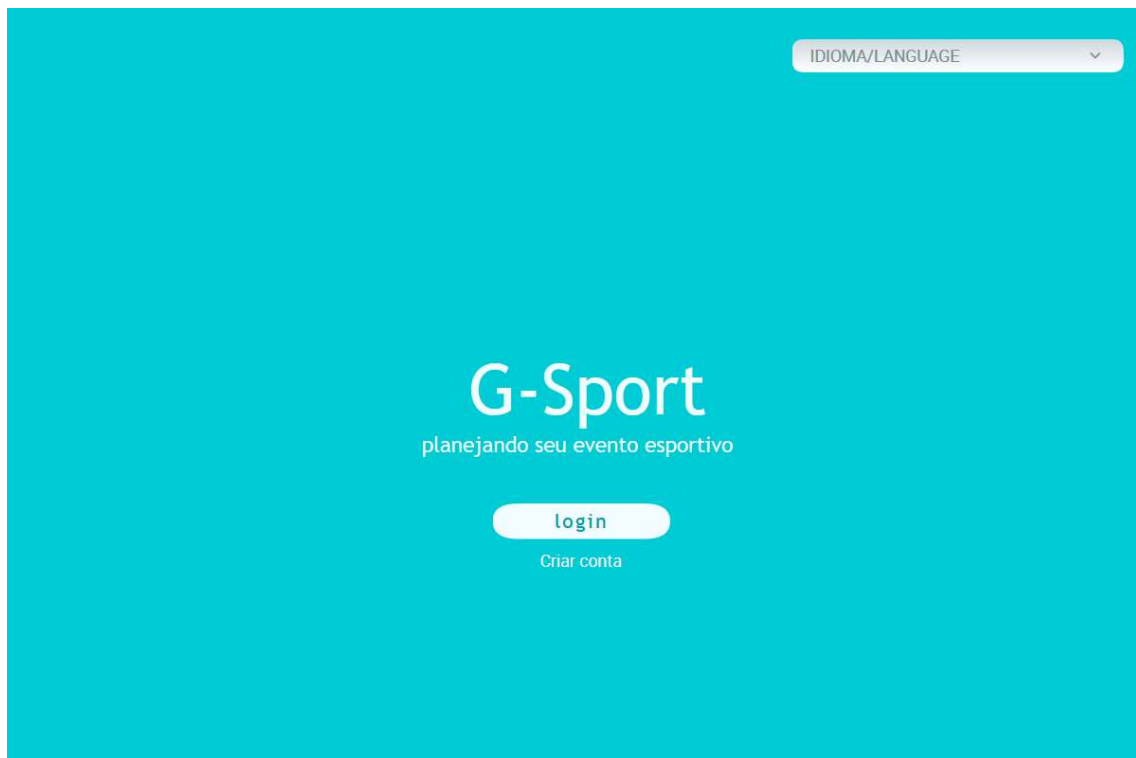 IDIOMA/LANGUAGE
G-Sport
planejando seu evento esportivo
login
Criar conta